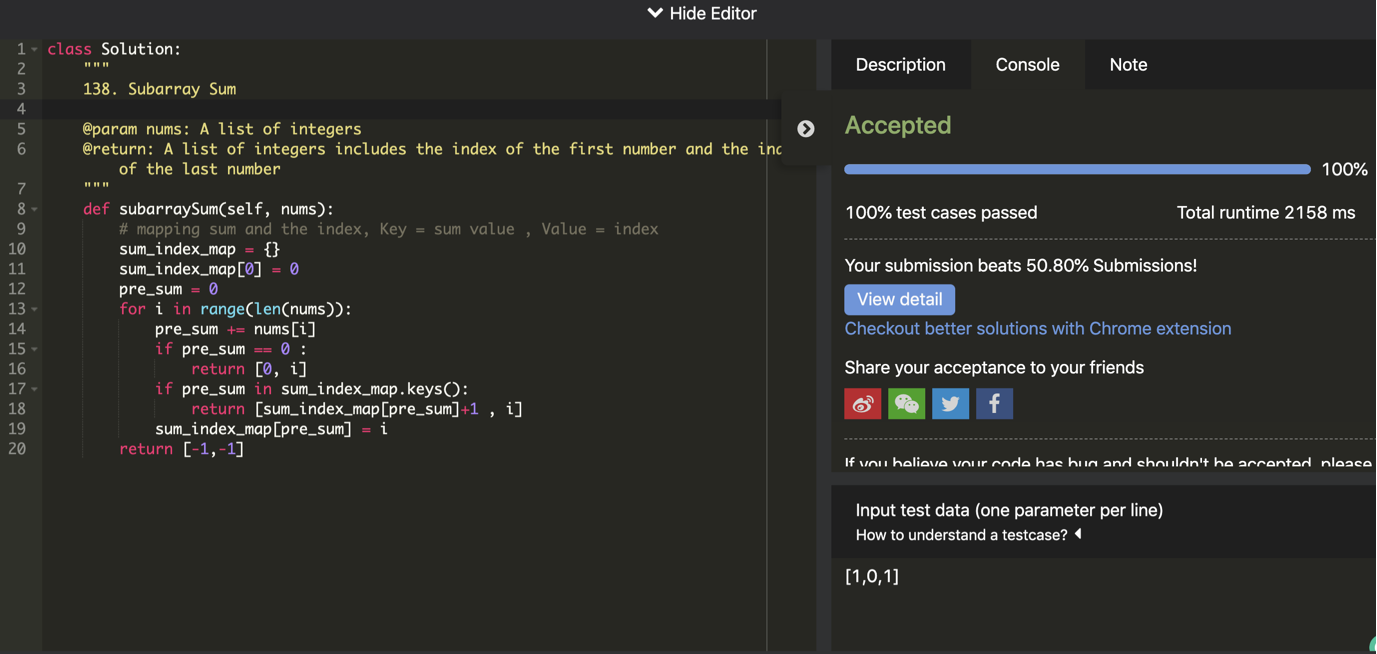 Hide Editor
1 class Solution:
2 """
3 138. Subarray Sum
4
5 @param nums: A list of integers
6 @return: A list of integers includes the index of the first number and the
of the last number
7 """
8 def subarraySum(self, nums):
9 # mapping sum and the index, Key = sum value , Value = index
10 sum_index_map = {}
11 sum_index_map[0] = 0
12 pre_sum = 0
13 for i in range(len(nums)):
14 pre_sum += nums[i]
15 if pre_sum == 0 :
16 return [0, i]
17 if pre_sum in sum_index_map.keys():
18 return [sum_index_map[pre_sum]+1 , i]
19 sum_index_map[pre_sum] = i
20 return [-1,-1]
Description Console Note
Accepted
100%
100% test cases passed Total runtime 2158 ms
Your submission beats 50.80% Submissions!
View detail
Checkout better solutions with Chrome extension
Share your acceptance to your friends
If you believe your code has bug and shouldn't be accepted, please
Input test data (one parameter per line)
How to understand a testcase?
[1,0,1]